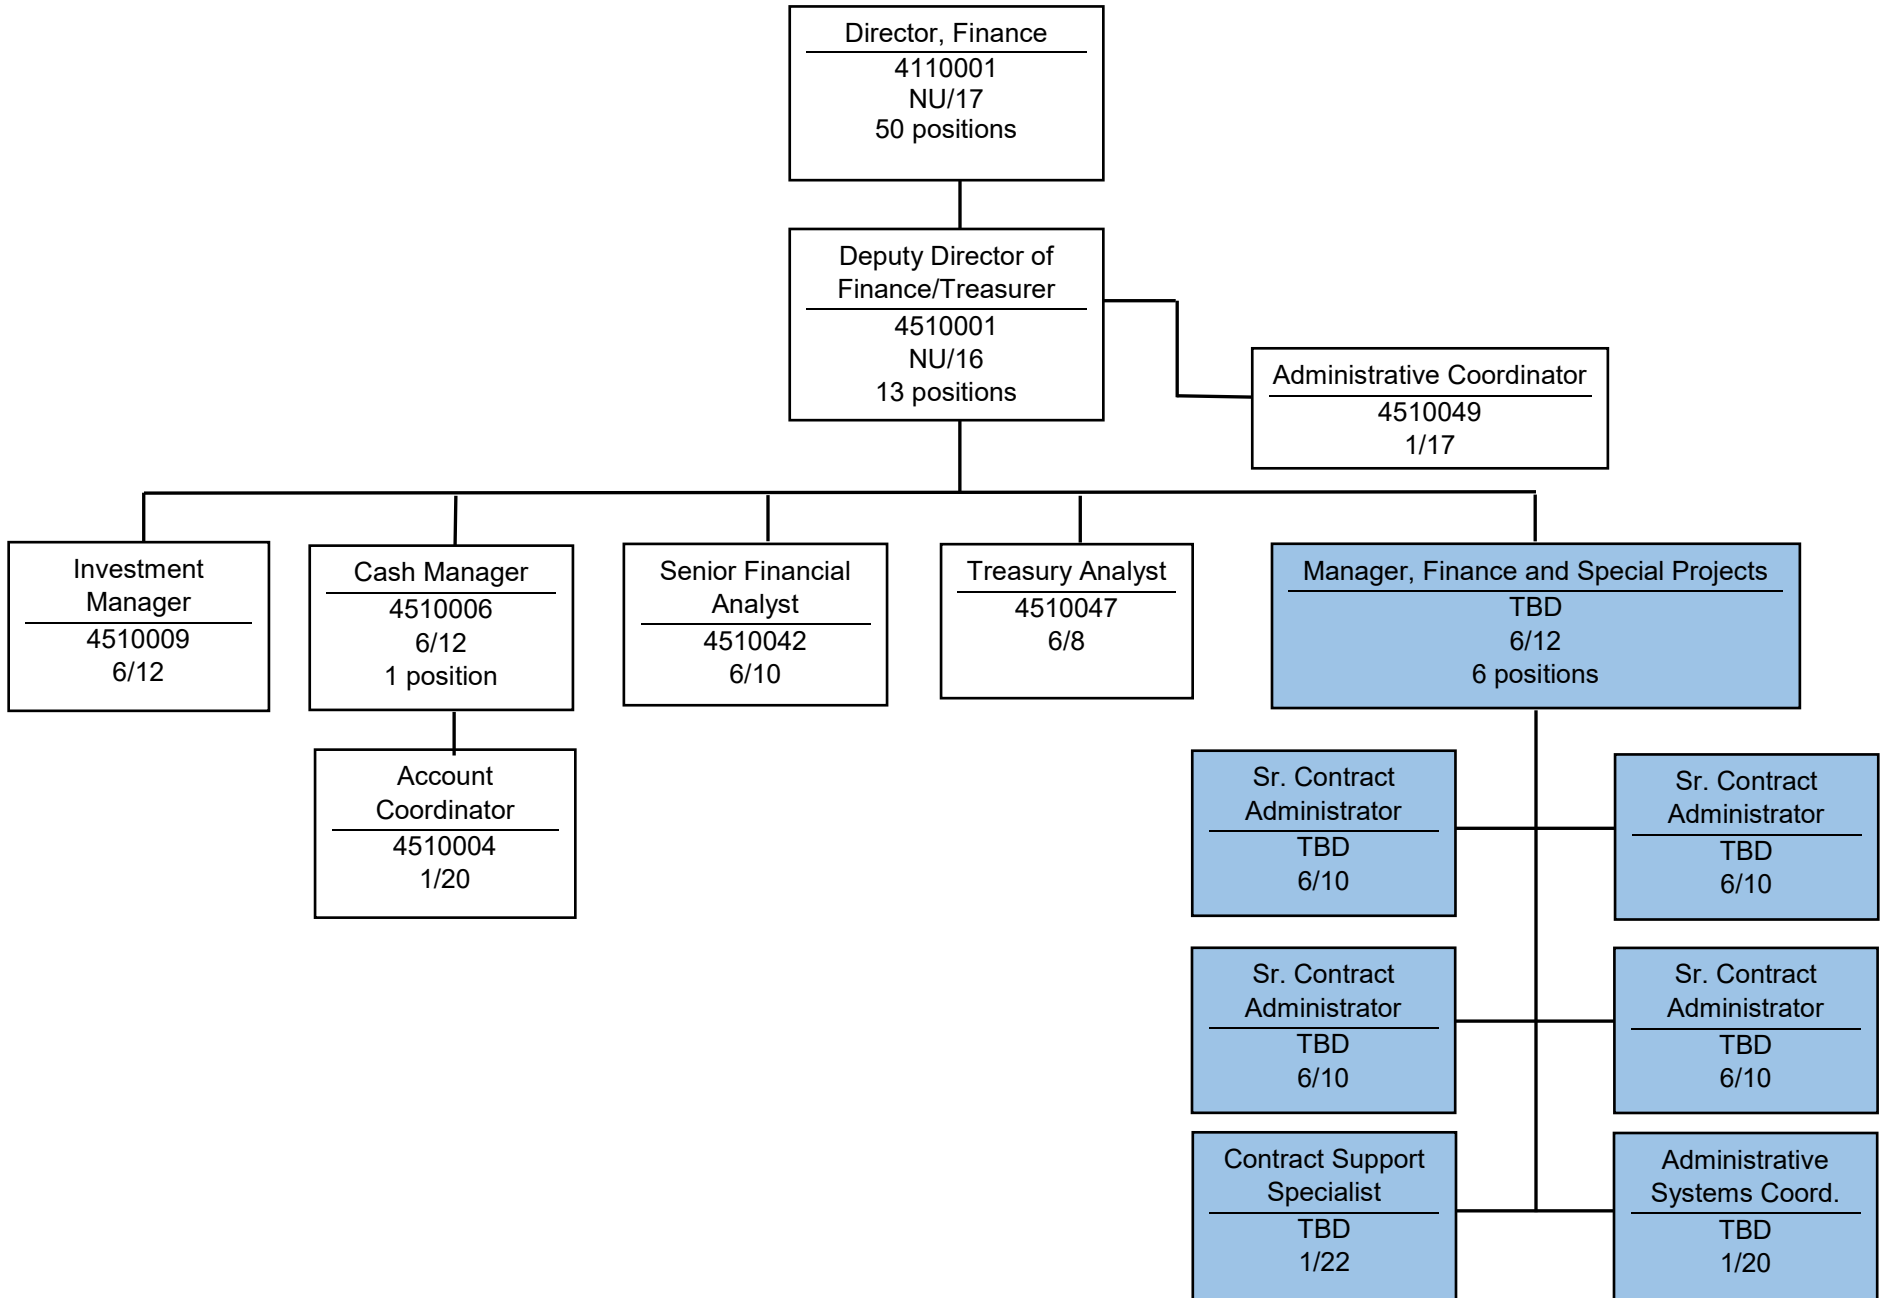 Director, Finance
4110001
NU/17
50 positions
Deputy Director of
Finance/Treasurer
4510001
NU/16
13 positions
Administrative Coordinator
4510049
1/17
Investment
Manager
4510009
6/12
Cash Manager
4510006
6/12
1 position
Senior Financial
Analyst
4510042
6/10
Treasury Analyst
4510047
6/8
Manager, Finance and Special Projects
TBD
6/12
6 positions
Account
Coordinator
4510004
1/20
Sr. Contract
Administrator
TBD
6/10
Sr. Contract
Administrator
TBD
6/10
Sr. Contract
Administrator
TBD
6/10
Sr. Contract
Administrator
TBD
6/10
Contract Support
Specialist
TBD
1/22
Administrative
Systems Coord.
TBD
1/20